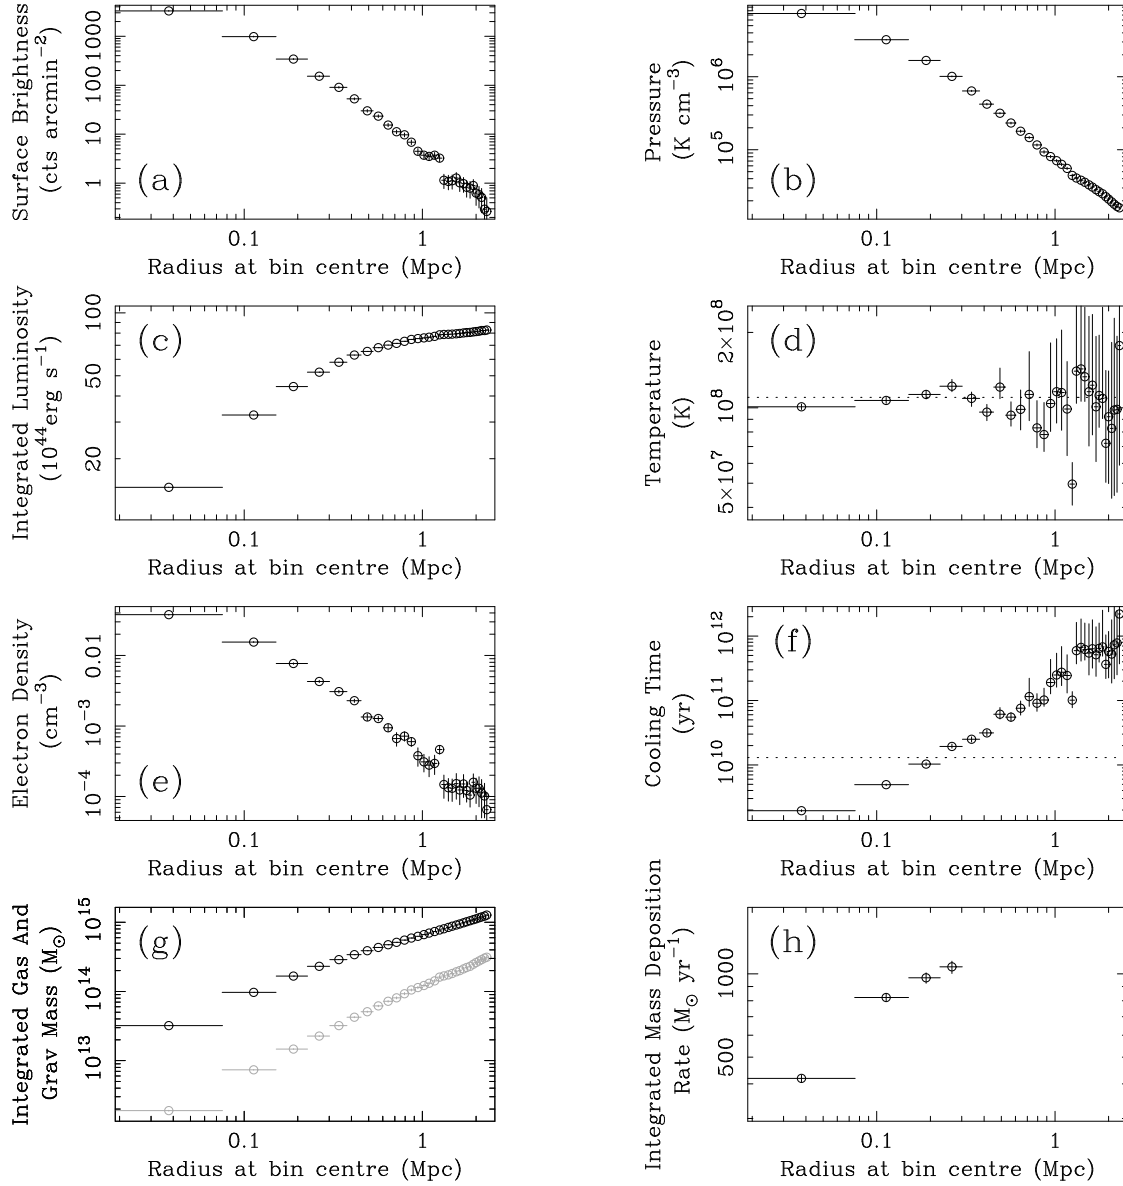 Surface Brightness
(cts arcmin−2)
1000
100
10
1
(a)
0.1 1
Radius at bin centre (Mpc)
Pressure
(K cm−3)
10^6
10^5
(b)
0.1 1
Radius at bin centre (Mpc)
Integrated Luminosity
(10^44 erg s−1)
100
50
20
(c)
0.1 1
Radius at bin centre (Mpc)
Temperature
(K)
2×10^8
10^8
5×10^7
(d)
0.1 1
Radius at bin centre (Mpc)
Electron Density
(cm−3)
0.01
10−3
10−4
(e)
0.1 1
Radius at bin centre (Mpc)
Cooling Time
(yr)
10^12
10^11
10^10
(f)
0.1 1
Radius at bin centre (Mpc)
Integrated Gas And
Grav Mass (M⊙)
10^15
10^14
10^13
(g)
0.1 1
Radius at bin centre (Mpc)
Integrated Mass Deposition
Rate (M⊙ yr−1)
1000
500
(h)
0.1 1
Radius at bin centre (Mpc)